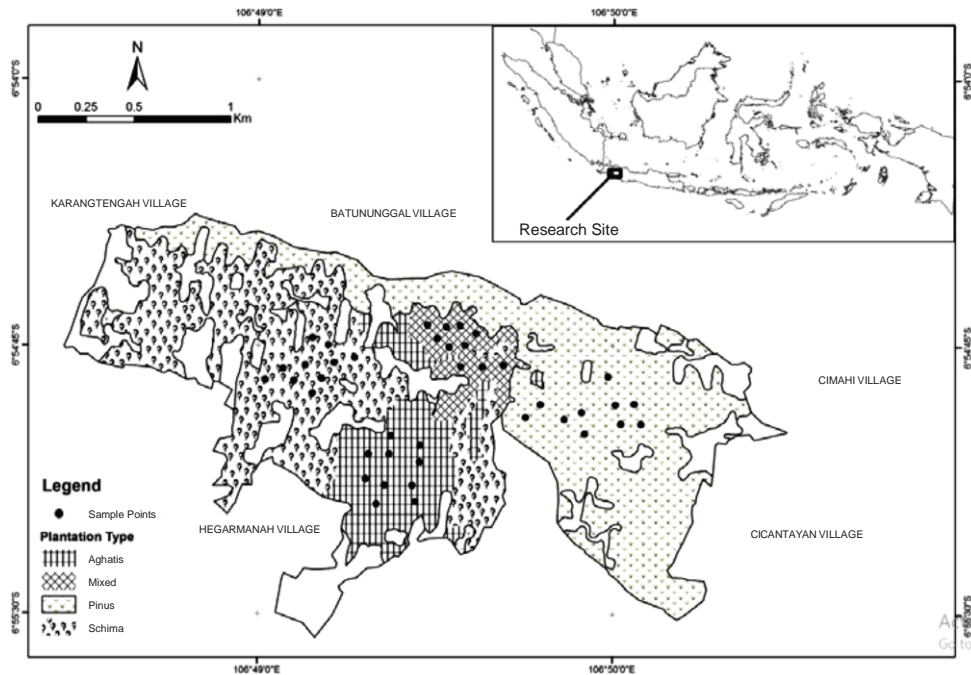 106°49'0"E
106°50'0"E
6°54'0"S
6°54'0"S
N
0 0.25 0.5 1
Km
Research Site
KARANGTENGAH VILLAGE
BATUNUNGGAL VILLAGE
6°54'45"S
6°54'45"S
CIMAHI VILLAGE
HEGARMANAH VILLAGE
CICANTAYAN VILLAGE
Legend
Sample Points
Plantation Type
Aghatis
Mixed
Pinus
Schima
6°55'30"S
6°55'30"S
Go to
106°49'0"E
106°50'0"E